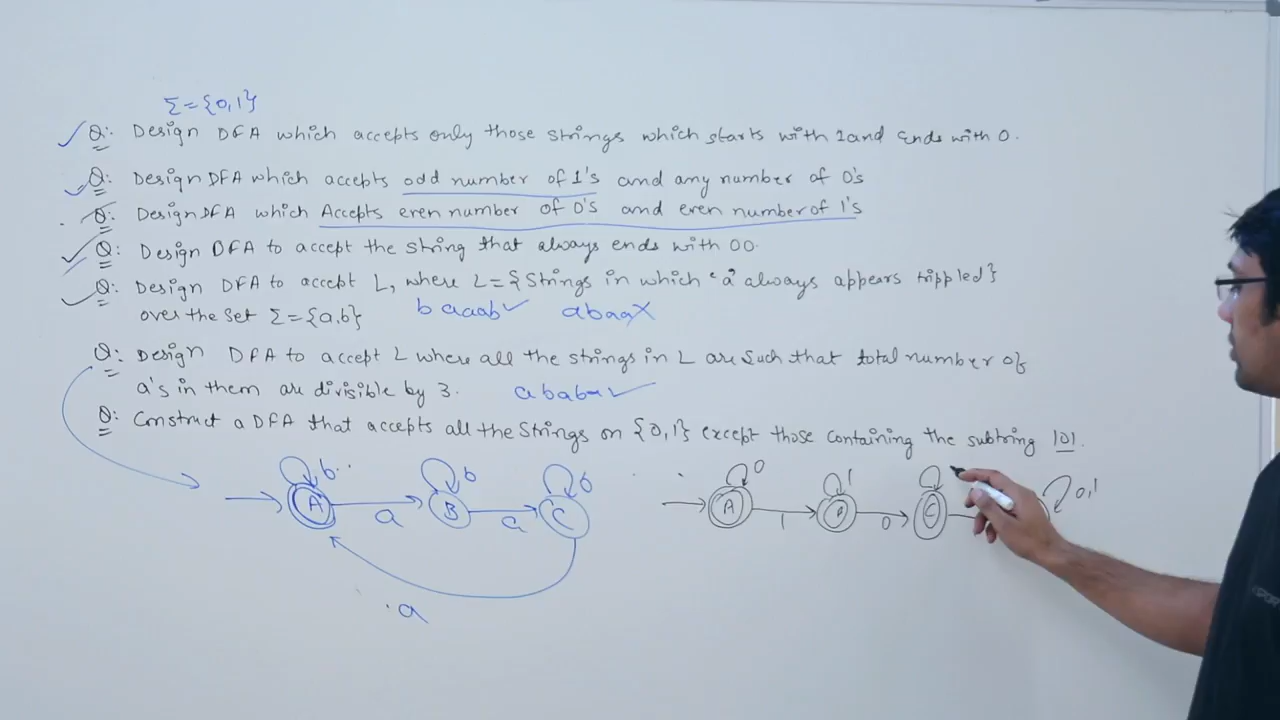 Σ={0,1}
Q: Design DFA which accepts only those strings which starts with 1 and Ends with 0.
Q: Design DFA which accepts odd number of 1's and any number of 0's
Q: Design DFA which Accepts even number of 0's and even number of 1's
Q: Design DFA to accept the string that always ends with 00.
Q: Design DFA to accept L, where L={Strings in which 'a' always appears trippled}
over the set Σ={a,b} baaab✓ abaaX
Q: Design DFA to accept L where all the strings in L are such that total number of
a's in them are divisible by 3. ababa✓
Q: Construct a DFA that accepts all the strings on {0,1} except those containing the subtring 101.
b b b 0 1 0,1
A B C A B C
a a 1 0
a